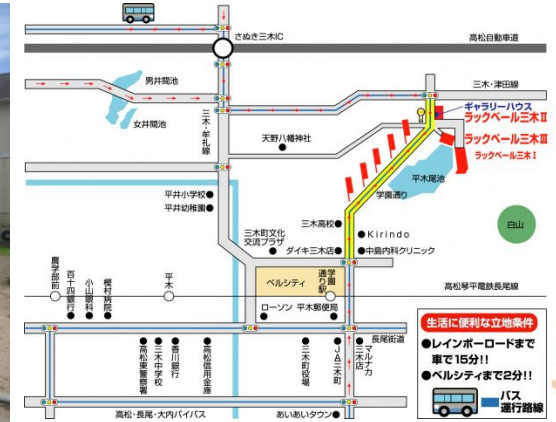 さぬき三木IC
高松自動車道
男井間池
女井間池
三木・牟礼線
三木・津田線
ギャラリーハウス
ラックベール三木Ⅱ
ラックベール三木Ⅲ
ラックベール三木Ⅰ
天野八幡神社
平木尾池
学園通り
白山
平井小学校
平井幼稚園
三木高校
Kirindo
三木町文化
交流プラザ
ダイキ三木店
中島内科クリニック
農学部前
百十四銀行
小山眼科
樫村病院
平木
ベルシティ
学園
通り駅
高松琴平電鉄長尾線
ローソン
平木郵便局
長尾街道
高松東警察署
三木中学校
香川銀行
高松信用金庫
三木町役場
JA三木町
マルナカ
三木店
高松・長尾・大内バイパス
あいあいタウン
生活に便利な立地条件
●レインボーロードまで
車で15分!!
●ベルシティまで2分!!
バス
運行路線